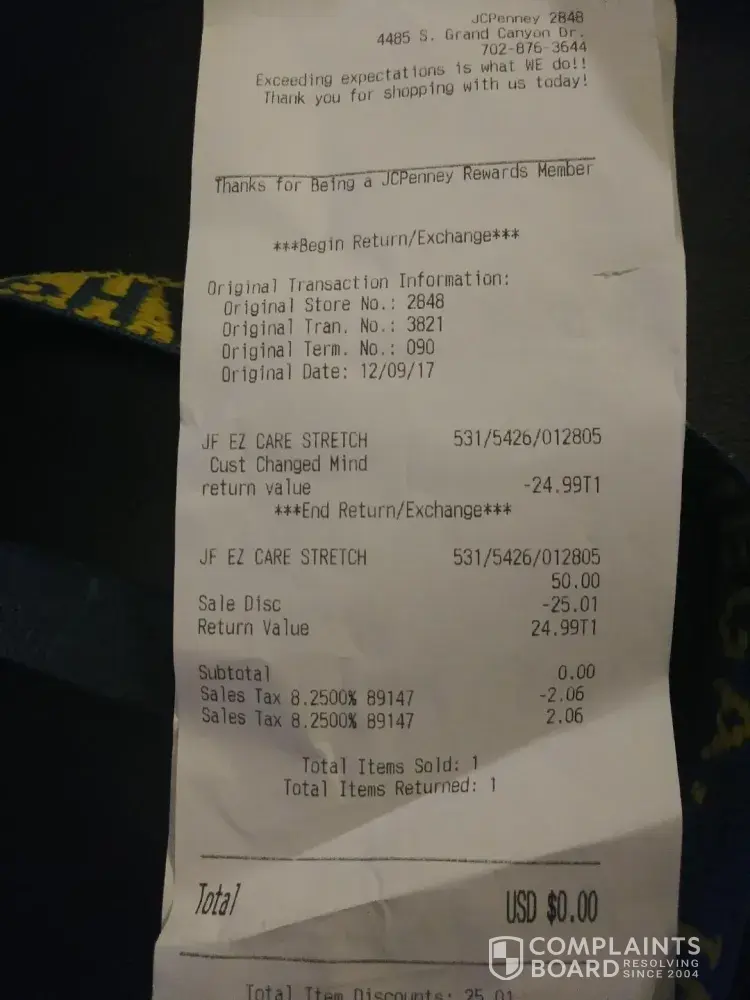 JCPenney 2848
4485 S. Grand Canyon Dr.
702-876-3644
Exceeding expectations is what WE do!!
Thank you for shopping with us today!
Thanks for Being a JCPenney Rewards Member
***Begin Return/Exchange***
Original Transaction Information:
Original Store No.: 2848
Original Tran. No.: 3821
Original Term. No.: 090
Original Date: 12/09/17
JF EZ CARE STRETCH 531/5426/012805
Cust Changed Mind
return value -24.99T1
***End Return/Exchange***
JF EZ CARE STRETCH 531/5426/012805
50.00
Sale Disc -25.01
Return Value 24.99T1
Subtotal 0.00
Sales Tax 8.2500% 89147 -2.06
Sales Tax 8.2500% 89147 2.06
Total Items Sold: 1
Total Items Returned: 1
Total USD $0.00
Total Item Discounts: 25.01
COMPLAINTS
BOARD RESOLVING
SINCE 2004